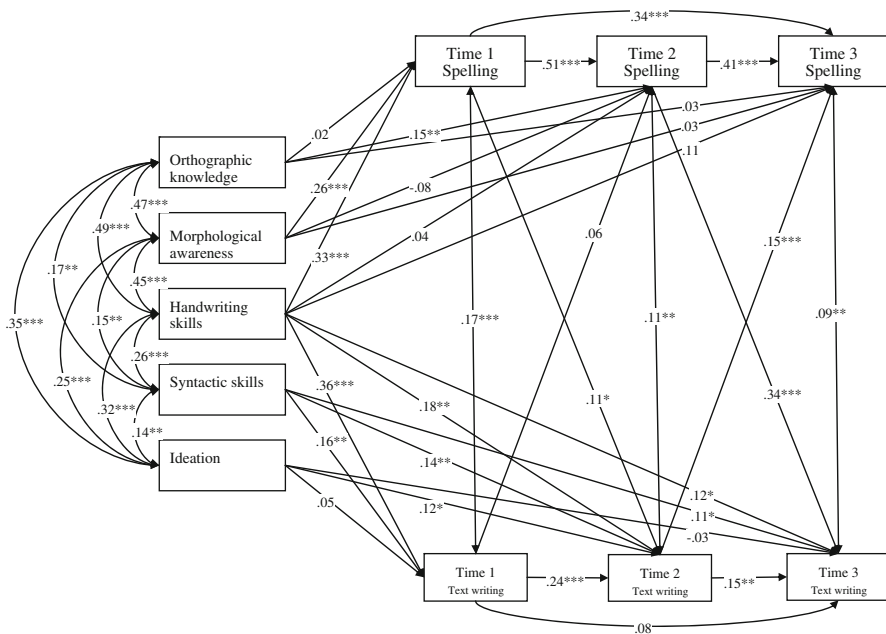 .34***
Time 1
Spelling
.51***
Time 2
Spelling
.41***
Time 3
Spelling
.02
.15**
.03
.03
.11
Orthographic
knowledge
.26***
-.08
.47***
.49***
Morphological
awareness
.04
.06
.15***
.33***
.17**
.45***
Handwriting
skills
.35***
.15**
.17***
.11**
.09**
.26***
Syntactic skills
.25***
.32***
.36***
.18**
.11*
.34***
.14**
Ideation
.16**
.14**
.05
.12*
.12*
.11*
-.03
Time 1
Text writing
.24***
Time 2
Text writing
.15**
Time 3
Text writing
.08